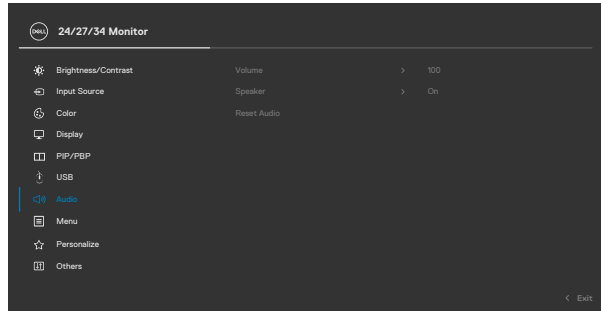 DELL 24/27/34 Monitor
Brightness/Contrast Volume > 100
Input Source Speaker > On
Color Reset Audio
Display
PIP/PBP
USB
Audio
Menu
Personalize
Others
< Exit